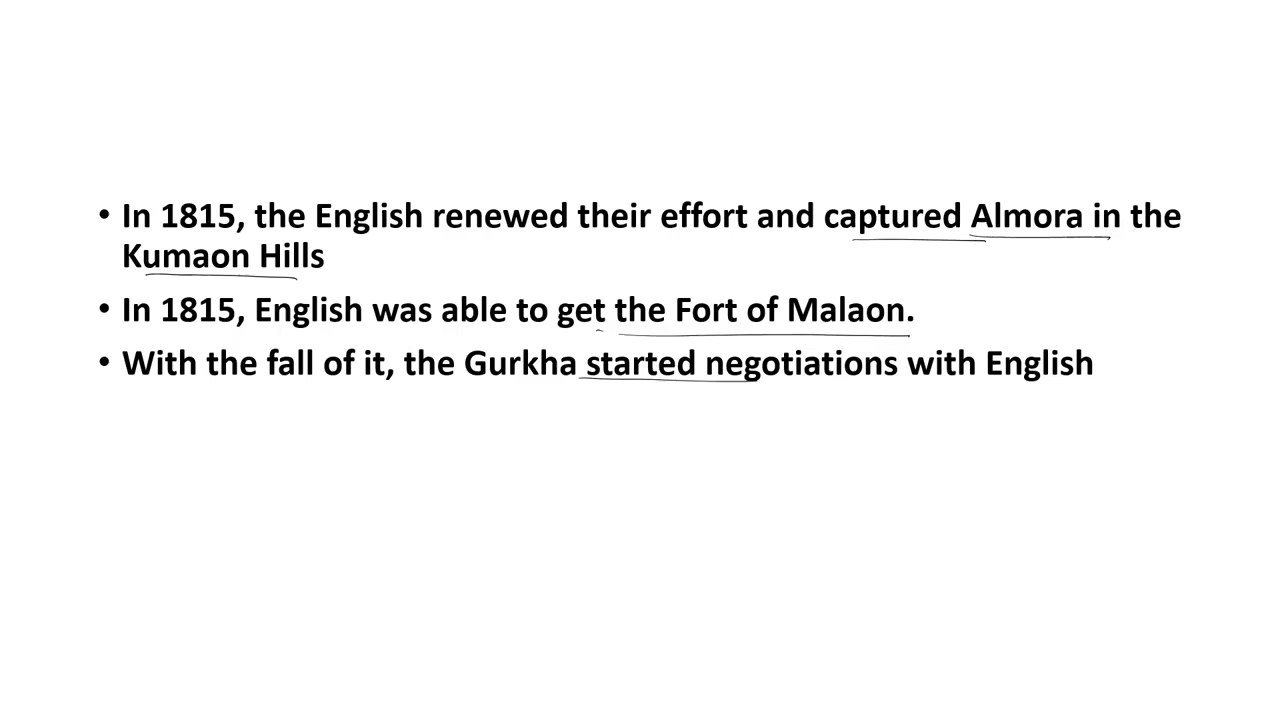 • In 1815, the English renewed their effort and captured Almora in the
Kumaon Hills
• In 1815, English was able to get the Fort of Malaon.
• With the fall of it, the Gurkha started negotiations with English